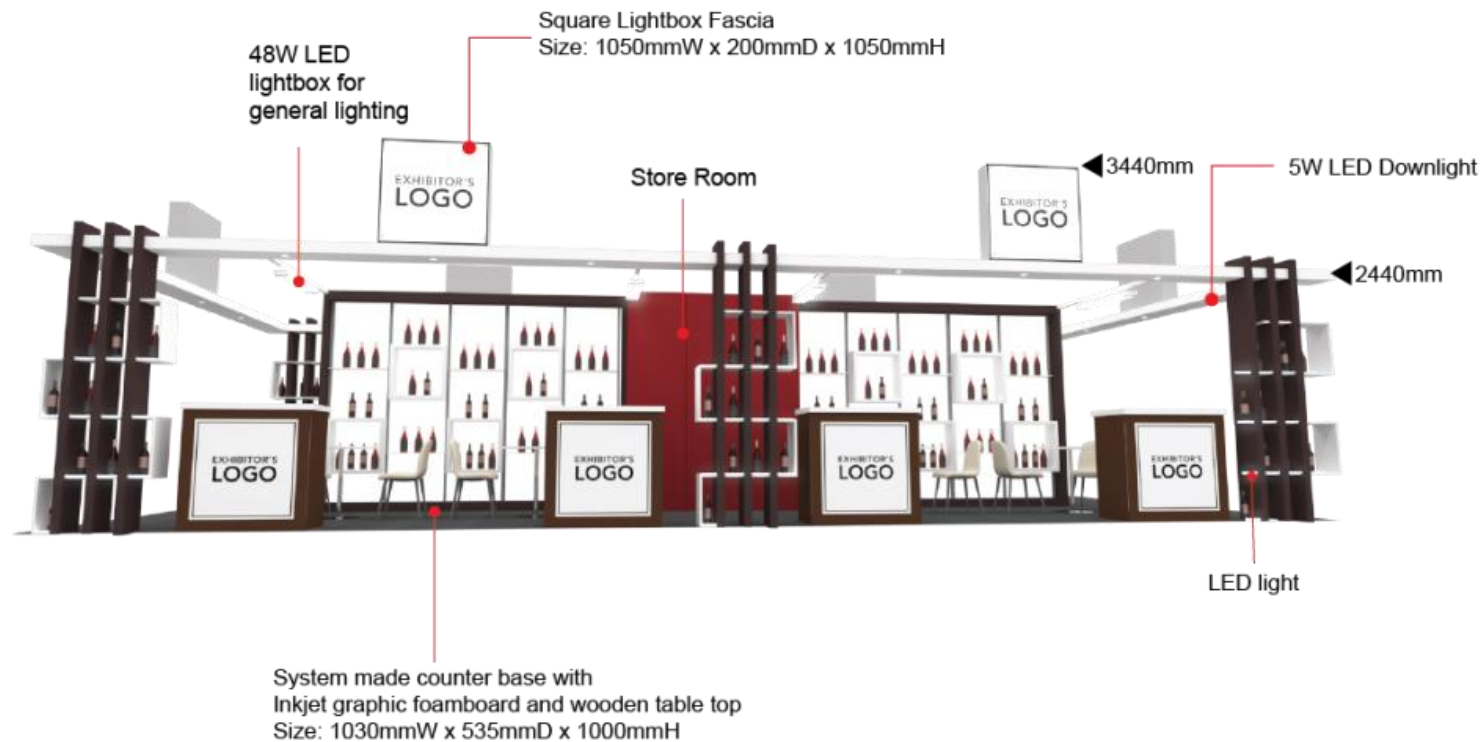 Square Lightbox Fascia
Size: 1050mmW x 200mmD x 1050mmH
48W LED
lightbox for
general lighting
EXHIBITOR'S
LOGO
Store Room
EXHIBITOR'S
LOGO
3440mm
5W LED Downlight
2440mm
EXHIBITOR'S
LOGO
EXHIBITOR'S
LOGO
EXHIBITOR'S
LOGO
EXHIBITOR'S
LOGO
LED light
System made counter base with
Inkjet graphic foamboard and wooden table top
Size: 1030mmW x 535mmD x 1000mmH